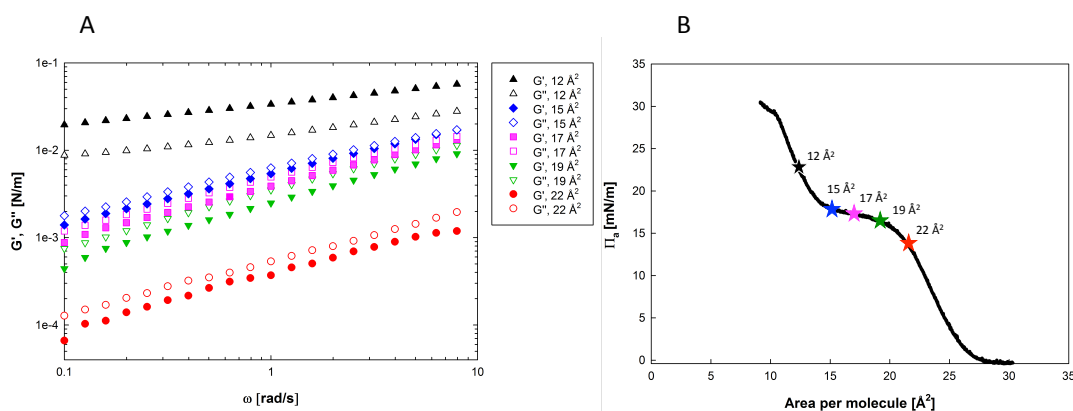 A
G', G'' [N/m]
1e-1
1e-2
1e-3
1e-4
0.1
1
10
ω [rad/s]
G', 12 Å²
G'', 12 Å²
G', 15 Å²
G'', 15 Å²
G', 17 Å²
G'', 17 Å²
G', 19 Å²
G'', 19 Å²
G', 22 Å²
G'', 22 Å²
B
Πₐ [mN/m]
35
30
25
20
15
10
5
0
12 Å²
15 Å²
17 Å²
19 Å²
22 Å²
0
5
10
15
20
25
30
35
Area per molecule [Å²]